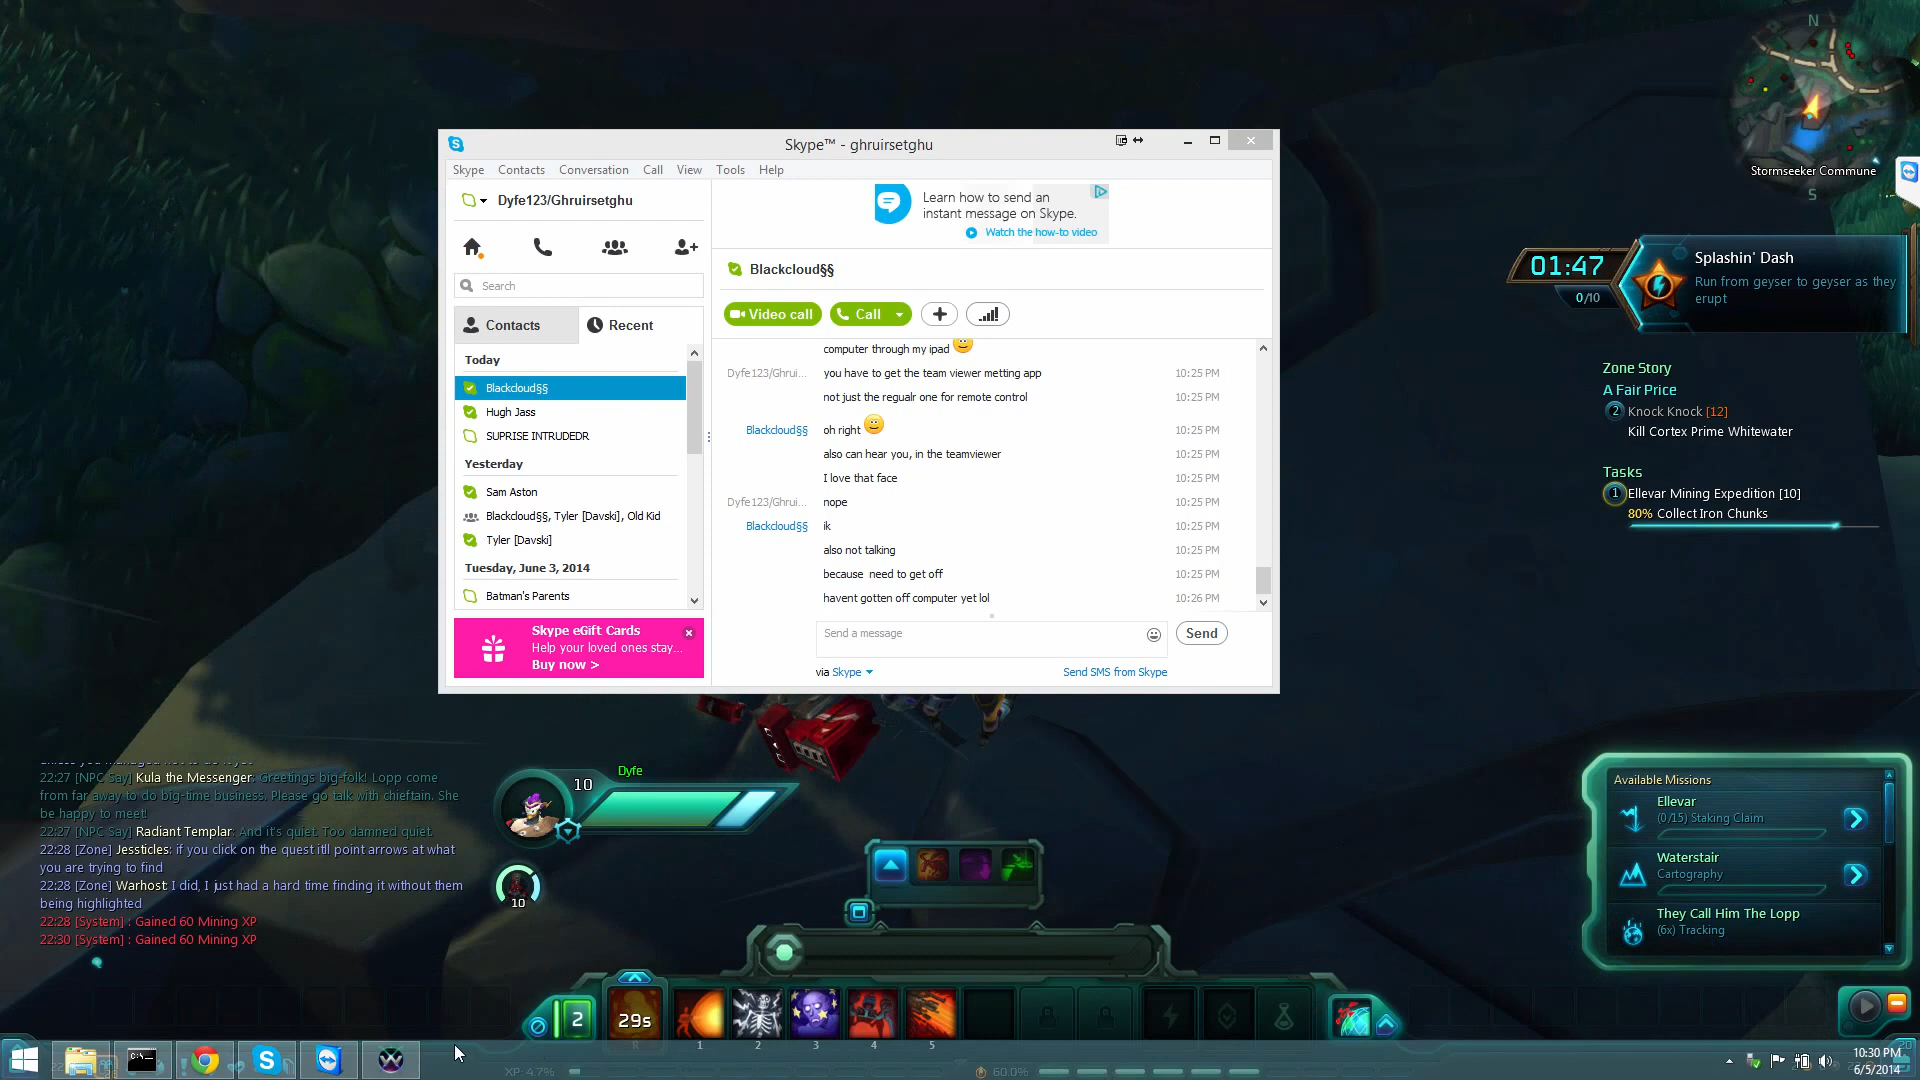 Skype™ - ghruirsetghu
Skype Contacts Conversation Call View Tools Help
Dyfe123/Ghruirsetghu
Search
Contacts
Recent
Today
Blackcloud§§
Hugh Jass
SUPRISE INTRUDEDR
Yesterday
Sam Aston
Blackcloud§§, Tyler [Davski], Old Kid
Tyler [Davski]
Tuesday, June 3, 2014
Batman's Parents
Skype eGift Cards
Help your loved ones stay...
Buy now >
Learn how to send an
instant message on Skype.
Watch the how-to video
Blackcloud§§
Video call
Call
computer through my ipad
Dyfe123/Ghrui... you have to get the team viewer metting app 10:25 PM
not just the regualr one for remote control 10:25 PM
Blackcloud§§ oh right 10:25 PM
also can hear you, in the teamviewer 10:25 PM
I love that face 10:25 PM
Dyfe123/Ghrui... nope 10:25 PM
Blackcloud§§ ik 10:25 PM
also not talking 10:25 PM
because  need to get off 10:25 PM
havent gotten off computer yet lol 10:26 PM
Send a message
Send
via Skype
Send SMS from Skype
N
Stormseeker Commune
S
01:47
0/10
Splashin' Dash
Run from geyser to geyser as they
erupt
Zone Story
A Fair Price
2 Knock Knock [12]
Kill Cortex Prime Whitewater
Tasks
1 Ellevar Mining Expedition [10]
80% Collect Iron Chunks
22:27 [NPC Say] Kula the Messenger: Greetings big-folk! Lopp come
from far away to do big-time business. Please go talk with chieftain. She
be happy to meet!
22:27 [NPC Say] Radiant Templar: And it's quiet. Too damned quiet.
22:28 [Zone] Jessticles: if you click on the quest itll point arrows at what
you are trying to find
22:28 [Zone] Warhost: I did, I just had a hard time finding it without them
being highlighted
22:28 [System] : Gained 60 Mining XP
22:30 [System] : Gained 60 Mining XP
10
Dyfe
10
Available Missions
Ellevar
(0/15) Staking Claim
Waterstair
Cartography
They Call Him The Lopp
(6x) Tracking
2
29s
R 1 2 3 4 5
XP: 4.7%
60.0%
10:30 PM
6/5/2014